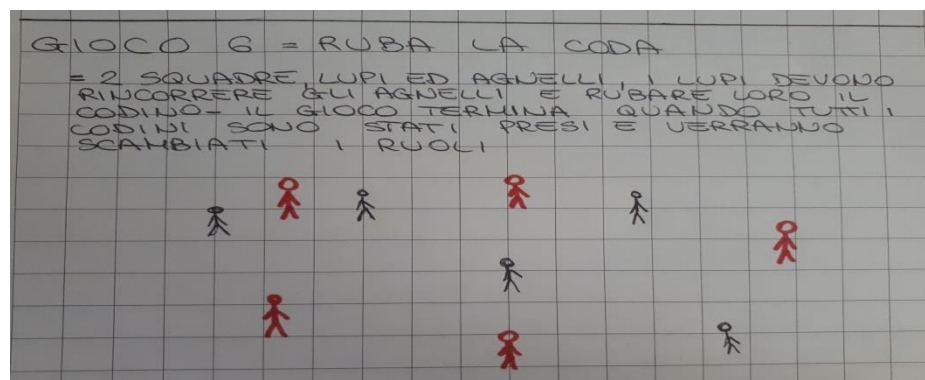 GIOCO 6 = RUBA LA CODA
= 2 SQUADRE, LUPI ED AGNELLI, I LUPI DEVONO
RINCORRERE GLI AGNELLI E RUBARE LORO IL
CODINO- IL GIOCO TERMINA QUANDO TUTTI I
CODINI SONO STATI PRESI E VERRANNO
SCAMBIATI I RUOLI